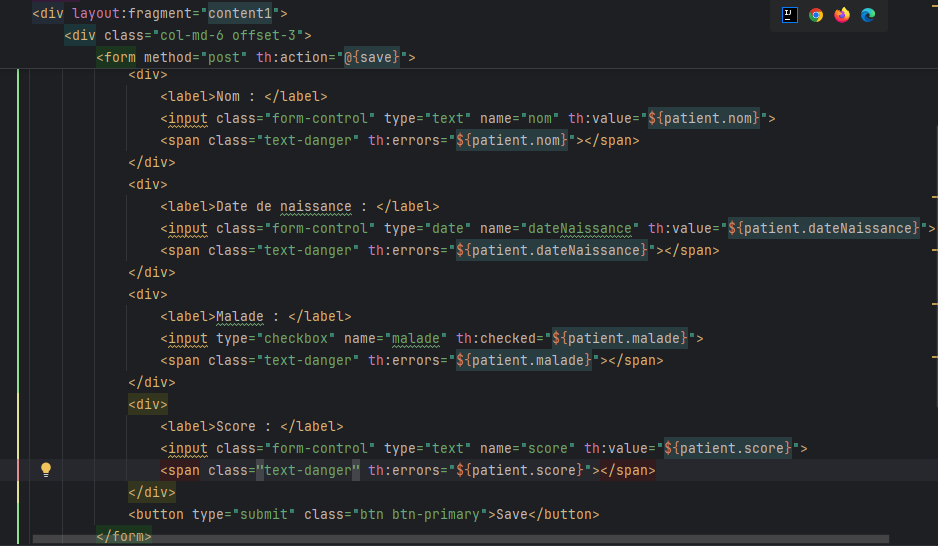 <div layout:fragment="content1">
<div class="col-md-6 offset-3">
<form method="post" th:action="@{save}">
<div>
<label>Nom : </label>
<input class="form-control" type="text" name="nom" th:value="${patient.nom}">
<span class="text-danger" th:errors="${patient.nom}"></span>
</div>
<div>
<label>Date de naissance : </label>
<input class="form-control" type="date" name="dateNaissance" th:value="${patient.dateNaissance}">
<span class="text-danger" th:errors="${patient.dateNaissance}"></span>
</div>
<div>
<label>Malade : </label>
<input type="checkbox" name="malade" th:checked="${patient.malade}">
<span class="text-danger" th:errors="${patient.malade}"></span>
</div>
<div>
<label>Score : </label>
<input class="form-control" type="text" name="score" th:value="${patient.score}">
<span class="text-danger" th:errors="${patient.score}"></span>
</div>
<button type="submit" class="btn btn-primary">Save</button>
</form>